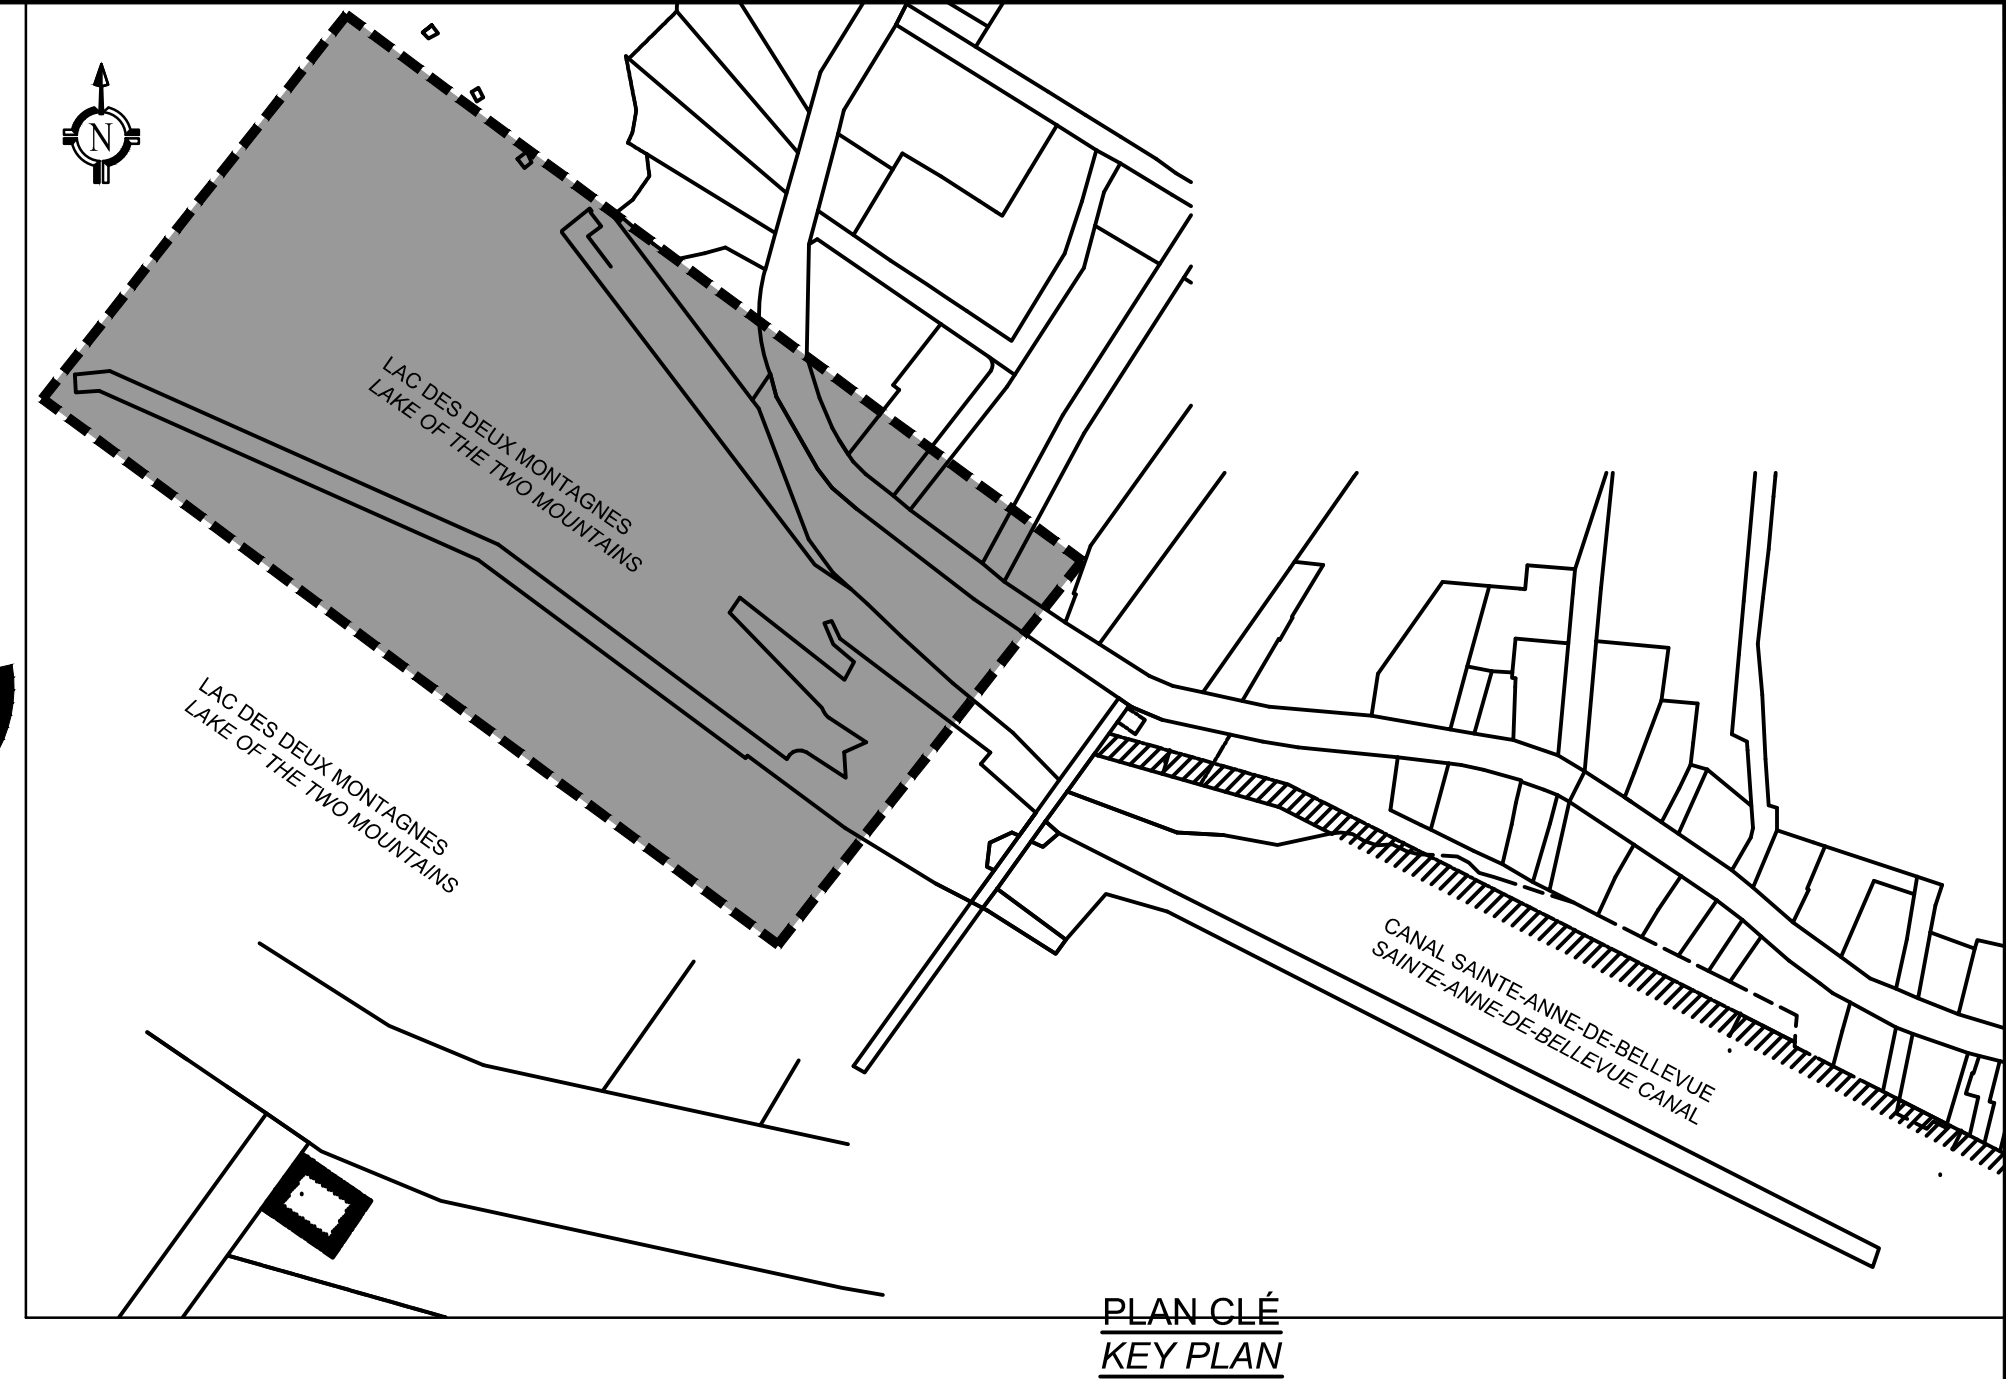 N
LAC DES DEUX MONTAGNES
LAKE OF THE TWO MOUNTAINS
LAC DES DEUX MONTAGNES
LAKE OF THE TWO MOUNTAINS
CANAL SAINTE-ANNE-DE-BELLEVUE
SAINTE-ANNE-DE-BELLEVUE CANAL
PLAN CLÉ
KEY PLAN